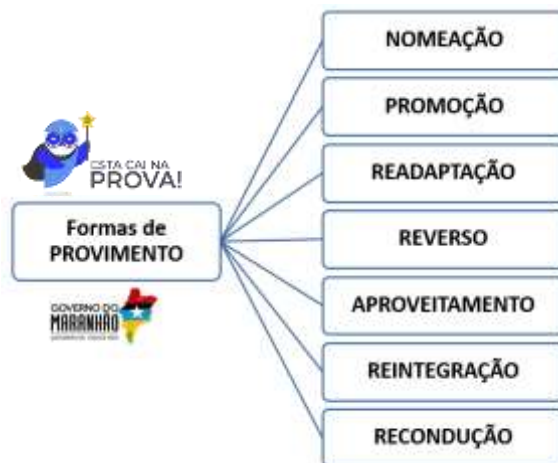 NOMEAÇÃO
PROMOÇÃO
ESTA CAI NA
PROVA!
READAPTAÇÃO
Formas de
PROVIMENTO
REVERSO
APROVEITAMENTO
GOVERNO DO
MARANHÃO
REINTEGRAÇÃO
RECONDUÇÃO